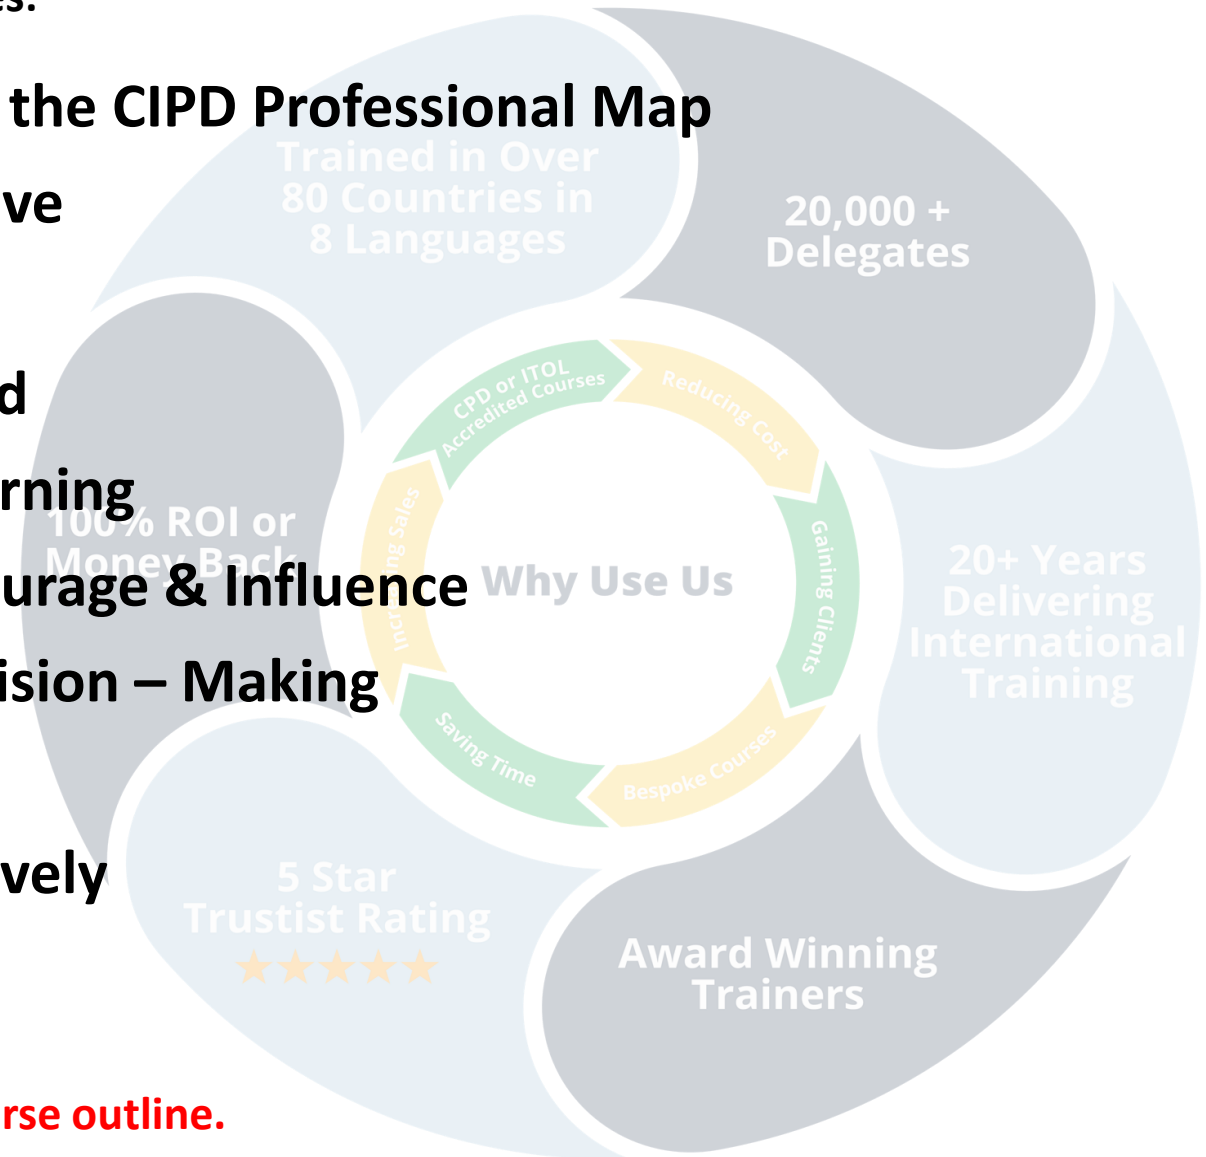 es:
the CIPD Professional Map
ve
d
rning
urage & Influence
ision – Making
vely
rse outline.
Trained in Over
80 Countries in
8 Languages
20,000 +
Delegates
100% ROI or
Money Back
20+ Years
Delivering
International
Training
5 Star
Trustist Rating
Award Winning
Trainers
CPD or ITOL
Accredited Courses
Reducing Cost
Gaining Clients
Bespoke Courses
Saving Time
Increasing Sales
Why Use Us